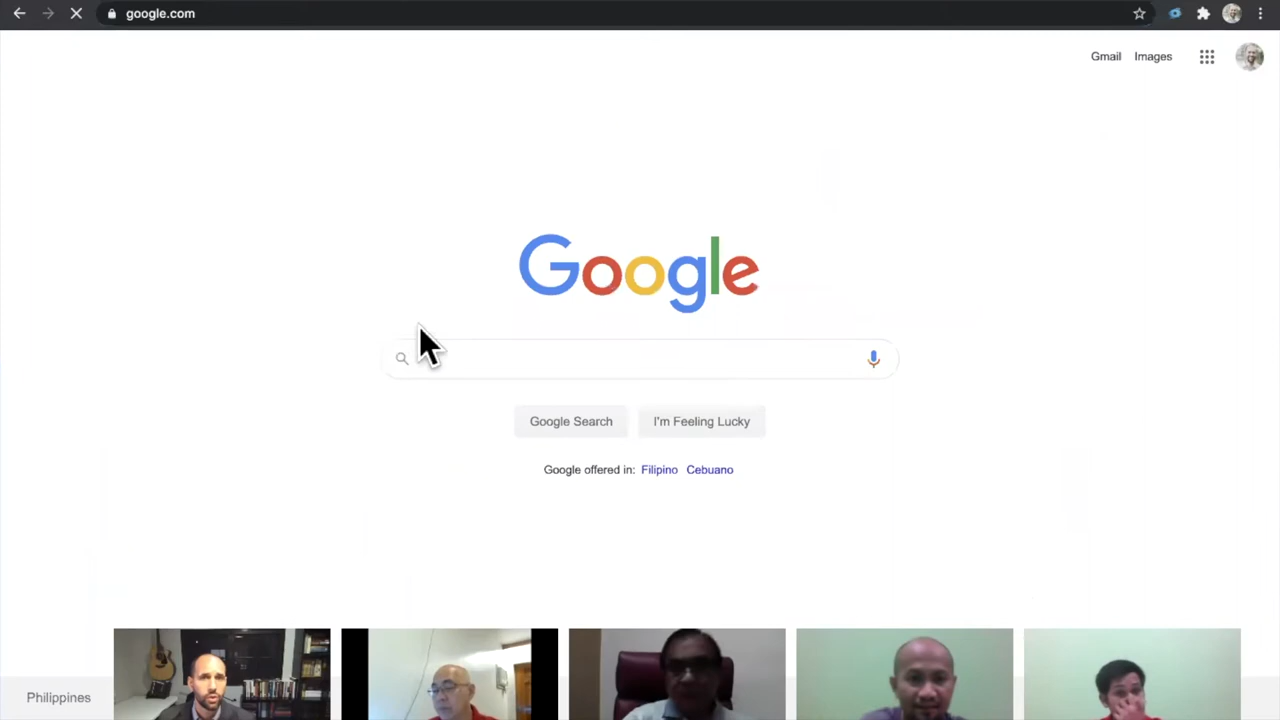 google.com
Gmail Images
Google
Google Search I'm Feeling Lucky
Google offered in: Filipino Cebuano
Philippines